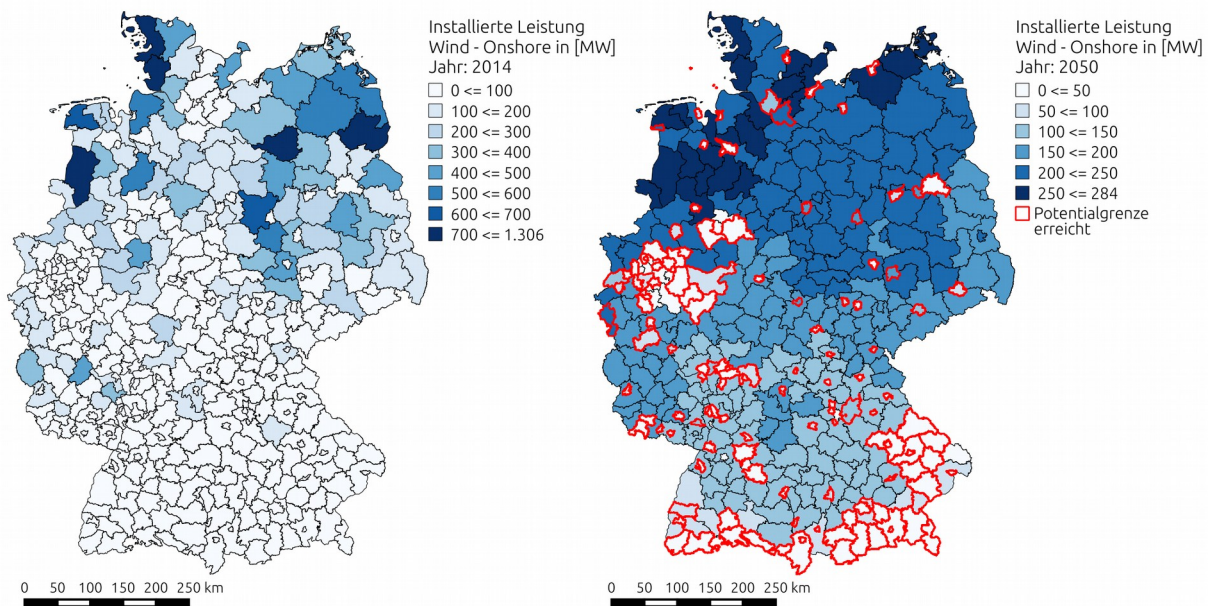 Installierte Leistung
Wind - Onshore in [MW]
Jahr: 2014
0 <= 100
100 <= 200
200 <= 300
300 <= 400
400 <= 500
500 <= 600
600 <= 700
700 <= 1.306
0 50 100 150 200 250 km
Installierte Leistung
Wind - Onshore in [MW]
Jahr: 2050
0 <= 50
50 <= 100
100 <= 150
150 <= 200
200 <= 250
250 <= 284
Potentialgrenze
erreicht
0 50 100 150 200 250 km